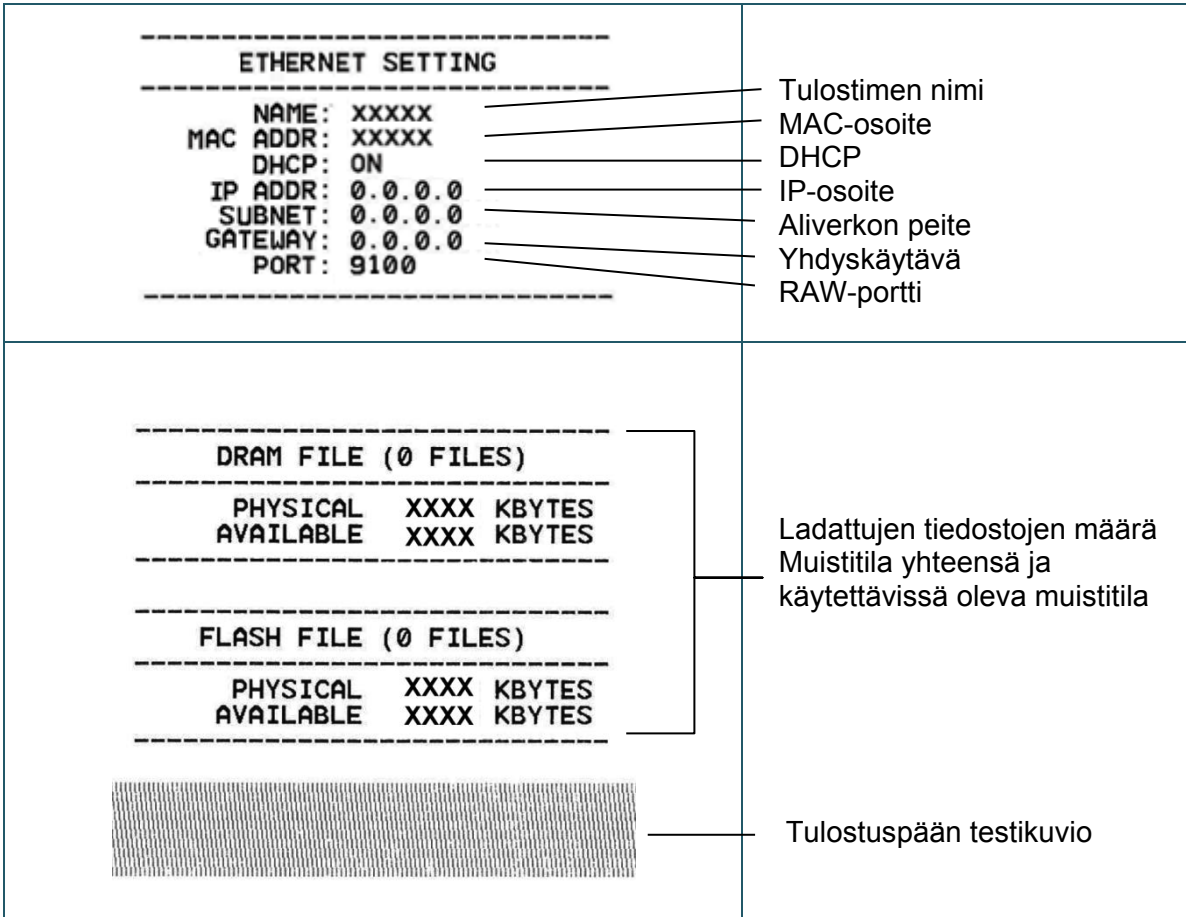 ETHERNET SETTING
NAME: XXXXX
MAC ADDR: XXXXX
DHCP: ON
IP ADDR: 0.0.0.0
SUBNET: 0.0.0.0
GATEWAY: 0.0.0.0
PORT: 9100
Tulostimen nimi
MAC-osoite
DHCP
IP-osoite
Aliverkon peite
Yhdyskäytävä
RAW-portti
DRAM FILE (0 FILES)
PHYSICAL XXXX KBYTES
AVAILABLE XXXX KBYTES
FLASH FILE (0 FILES)
PHYSICAL XXXX KBYTES
AVAILABLE XXXX KBYTES
Ladattujen tiedostojen määrä
Muistitila yhteensä ja
käytettävissä oleva muistitila
Tulostuspään testikuvio